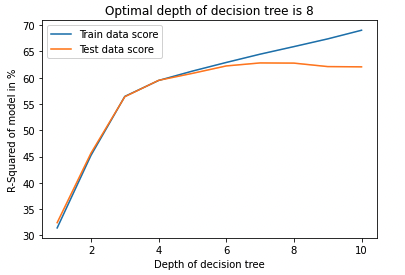 Optimal depth of decision tree is 8
Train data score
Test data score
R-Squared of model in %
70
65
60
55
50
45
40
35
30
2 4 6 8 10
Depth of decision tree